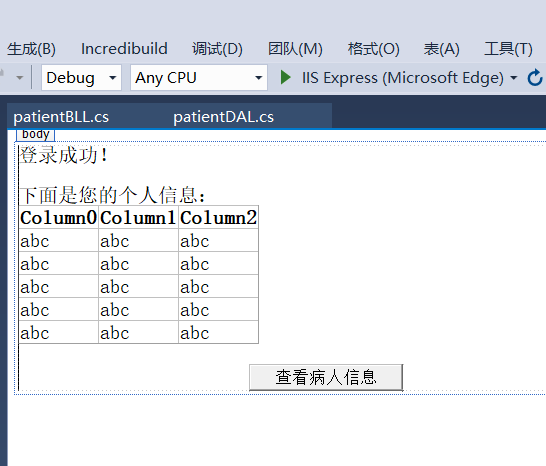 生成(B) Incredibuild 调试(D) 团队(M) 格式(O) 表(A) 工具(T)
Debug Any CPU IIS Express (Microsoft Edge)
patientBLL.cs patientDAL.cs
body
登录成功！
下面是您的个人信息：
Column0 Column1 Column2
abc abc abc
abc abc abc
abc abc abc
abc abc abc
abc abc abc
查看病人信息